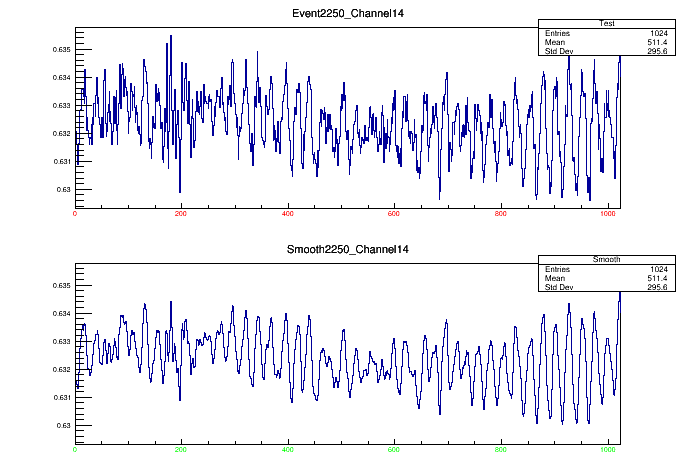 Event2250_Channel14
Test
Entries 1024
Mean 511.4
Std Dev 295.6
0.635
0.634
0.633
0.632
0.631
0.63
0 200 400 600 800 1000
Smooth2250_Channel14
Smooth
Entries 1024
Mean 511.4
Std Dev 295.6
0.635
0.634
0.633
0.632
0.631
0.63
0 200 400 600 800 1000